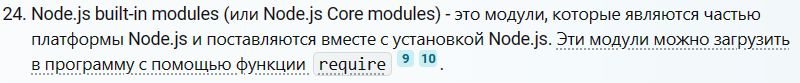 24. Node.js built-in modules (или Node.js Core modules) - это модули, которые являются частью
платформы Node.js и поставляются вместе с установкой Node.js. Эти модули можно загрузить
в программу с помощью функции require 9 10 .